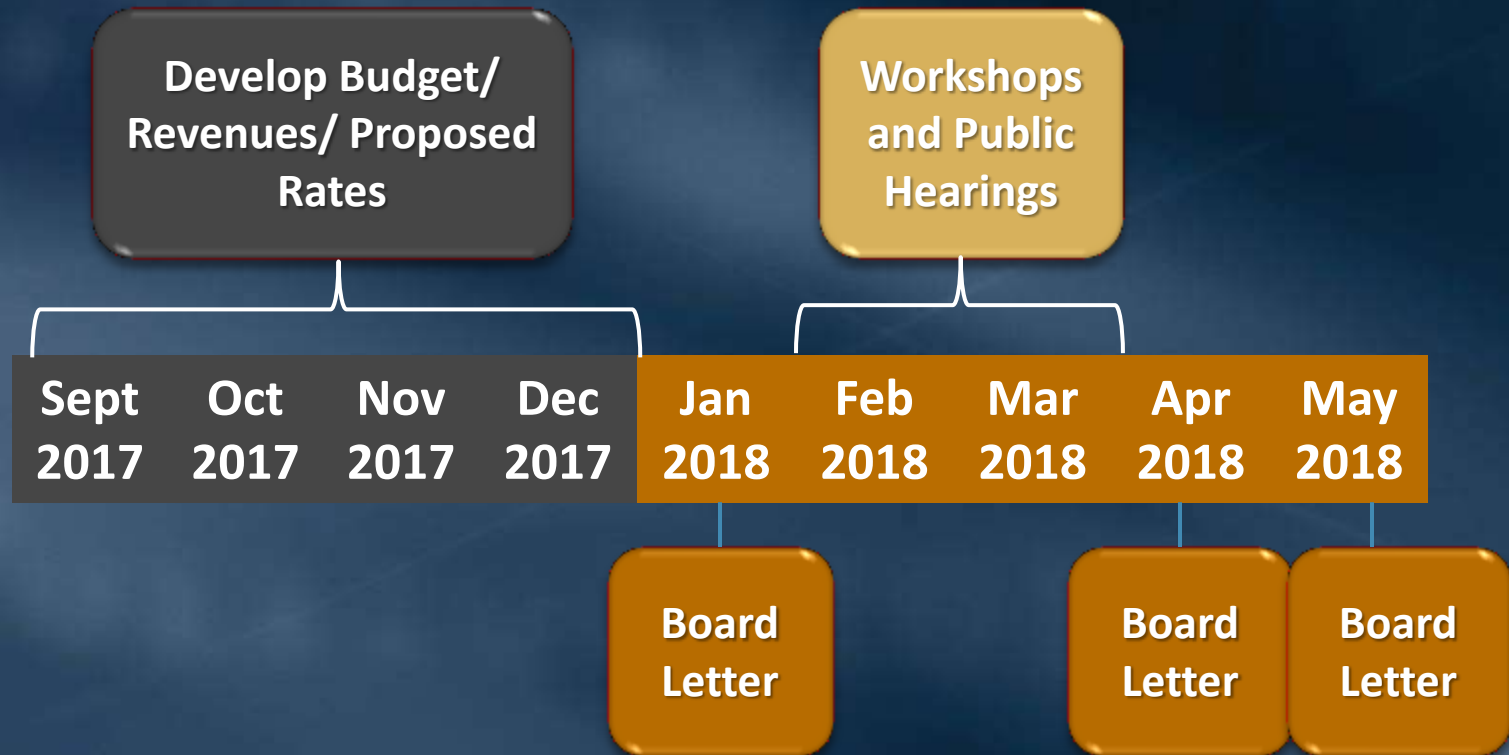 Develop Budget/
Revenues/ Proposed
Rates
Workshops
and Public
Hearings
Sept Oct Nov Dec Jan Feb Mar Apr May
2017 2017 2017 2017 2018 2018 2018 2018 2018
Board
Letter
Board
Letter
Board
Letter